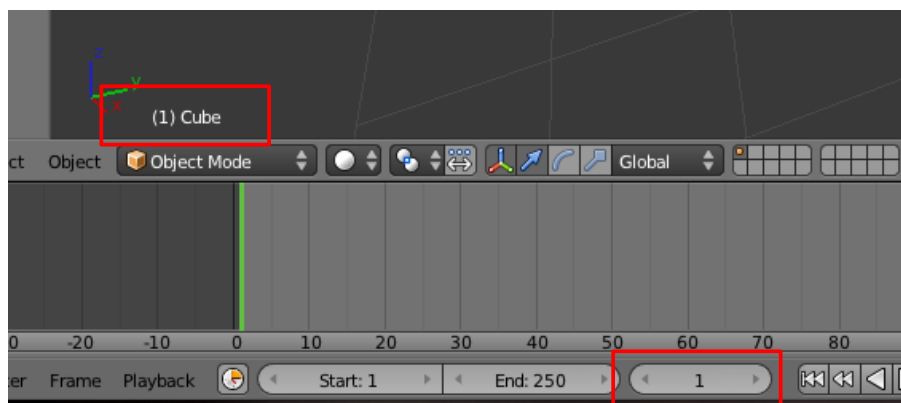 z
y
x
(1) Cube
ct Object Object Mode Global
0 -20 -10 0 10 20 30 40 50 60 70 80
er Frame Playback Start: 1 End: 250 1